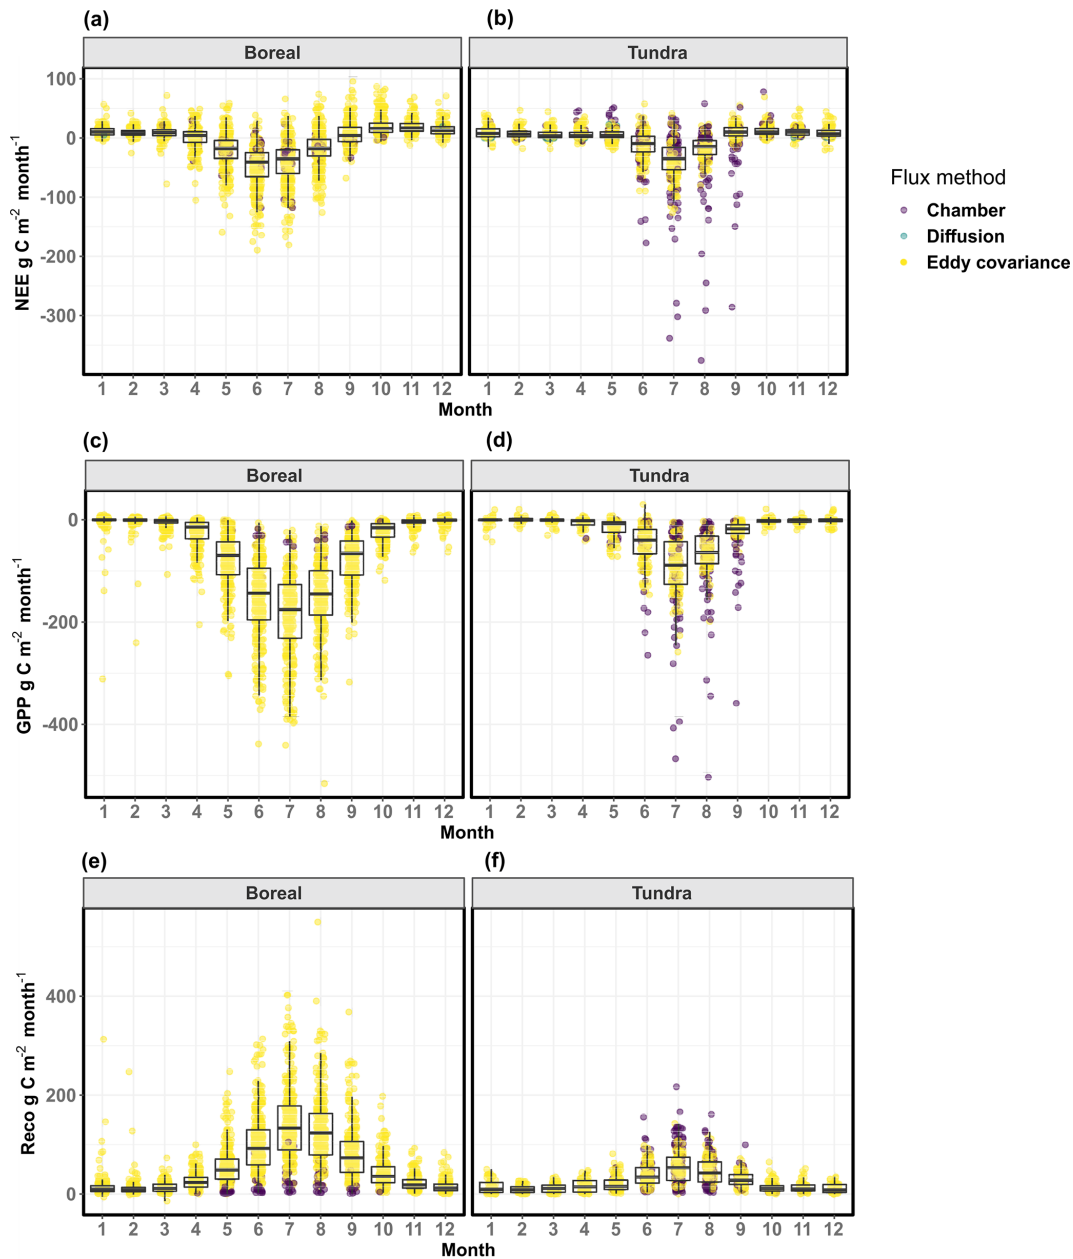 (a) (b)
Boreal Tundra
100
0
-100
-200
-300
NEE g C m-2 month-1
1 2 3 4 5 6 7 8 9 10 11 12 1 2 3 4 5 6 7 8 9 10 11 12
Month
Flux method
Chamber
Diffusion
Eddy covariance
(c) (d)
Boreal Tundra
0
-200
-400
GPP g C m-2 month-1
1 2 3 4 5 6 7 8 9 10 11 12 1 2 3 4 5 6 7 8 9 10 11 12
Month
(e) (f)
Boreal Tundra
400
200
0
Reco g C m-2 month-1
1 2 3 4 5 6 7 8 9 10 11 12 1 2 3 4 5 6 7 8 9 10 11 12
Month